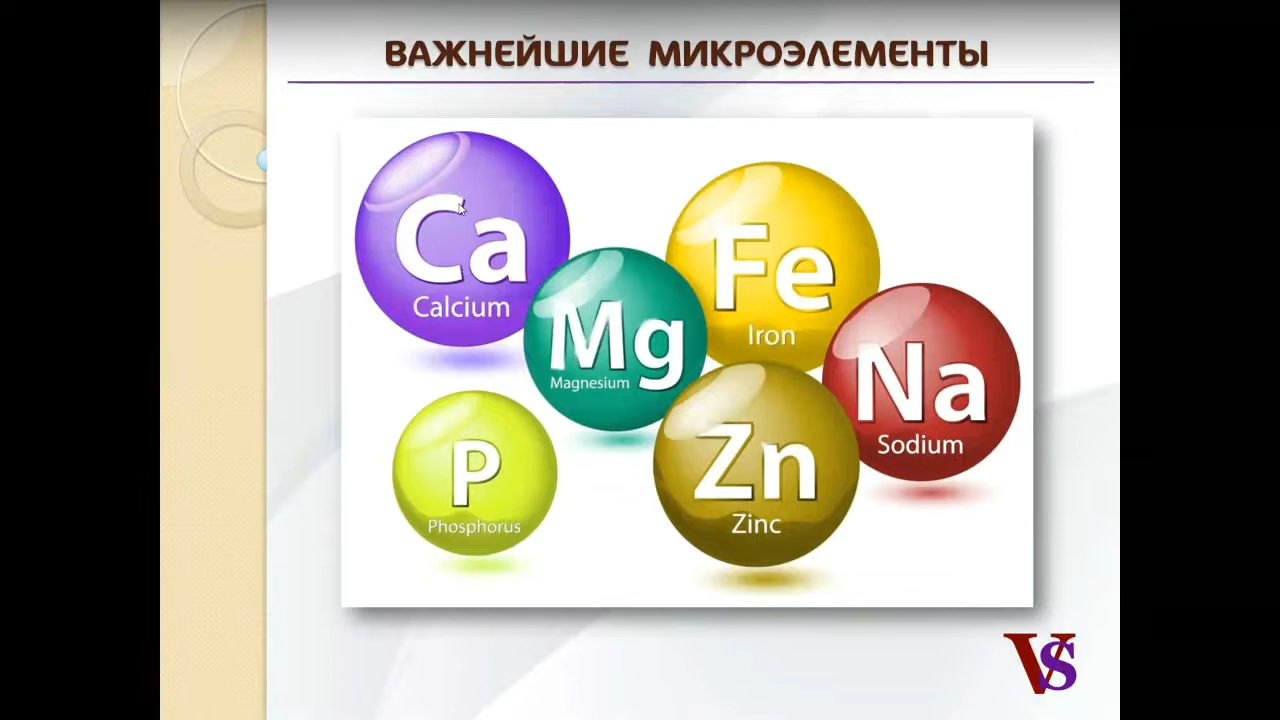 ВАЖНЕЙШИЕ МИКРОЭЛЕМЕНТЫ
Ca
Calcium
Mg
Magnesium
Fe
Iron
Na
Sodium
P
Phosphorus
Zn
Zinc
VS